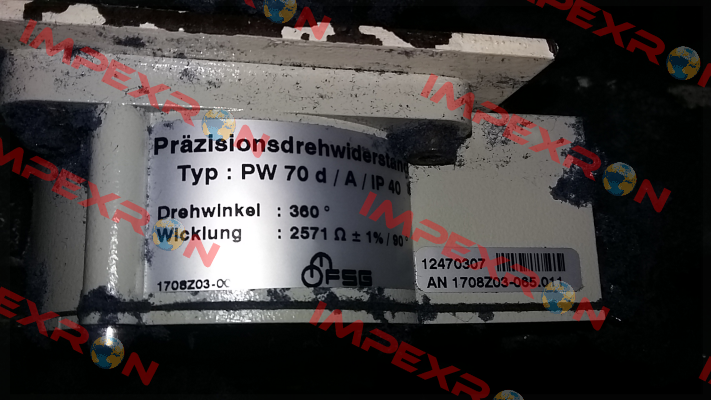 Präzisionsdrehwiderstand
Typ : PW 70 d / A / IP 40
Drehwinkel : 360°
Wicklung : 2571 Ω ± 1% / 90°
FSG
1708Z03-0
12470307
AN 1708Z03-065.011
IMPEXRON
IMPEXRON
IMPEXRON
IMPEXRON
IMPEXRON
IMPEXRON